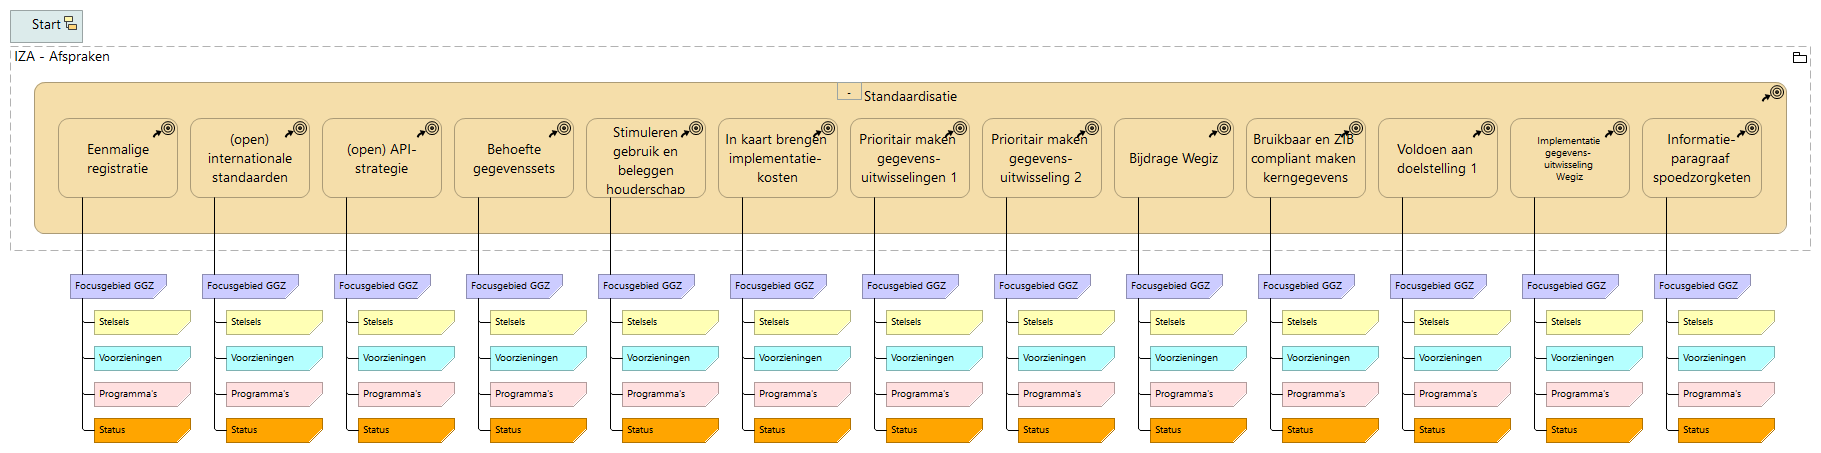 Start
IZA - Afspraken
-
Standaardisatie
Eenmalige
registratie
(open)
internationale
standaarden
(open) API-
strategie
Behoefte
gegevenssets
Stimuleren
gebruik en
beleggen
houderschap
In kaart brengen
implementatie-
kosten
Prioritair maken
gegevens-
uitwisselingen 1
Prioritair maken
gegevens-
uitwisseling 2
Bijdrage Wegiz
Bruikbaar en ZIB
compliant maken
kerngegevens
Voldoen aan
doelstelling 1
Implementatie
gegevens-
uitwisseling
Wegiz
Informatie-
paragraaf
spoedzorgketen
Focusgebied GGZ
Focusgebied GGZ
Focusgebied GGZ
Focusgebied GGZ
Focusgebied GGZ
Focusgebied GGZ
Focusgebied GGZ
Focusgebied GGZ
Focusgebied GGZ
Focusgebied GGZ
Focusgebied GGZ
Focusgebied GGZ
Focusgebied GGZ
Stelsels
Stelsels
Stelsels
Stelsels
Stelsels
Stelsels
Stelsels
Stelsels
Stelsels
Stelsels
Stelsels
Stelsels
Stelsels
Voorzieningen
Voorzieningen
Voorzieningen
Voorzieningen
Voorzieningen
Voorzieningen
Voorzieningen
Voorzieningen
Voorzieningen
Voorzieningen
Voorzieningen
Voorzieningen
Voorzieningen
Programma's
Programma's
Programma's
Programma's
Programma's
Programma's
Programma's
Programma's
Programma's
Programma's
Programma's
Programma's
Programma's
Status
Status
Status
Status
Status
Status
Status
Status
Status
Status
Status
Status
Status